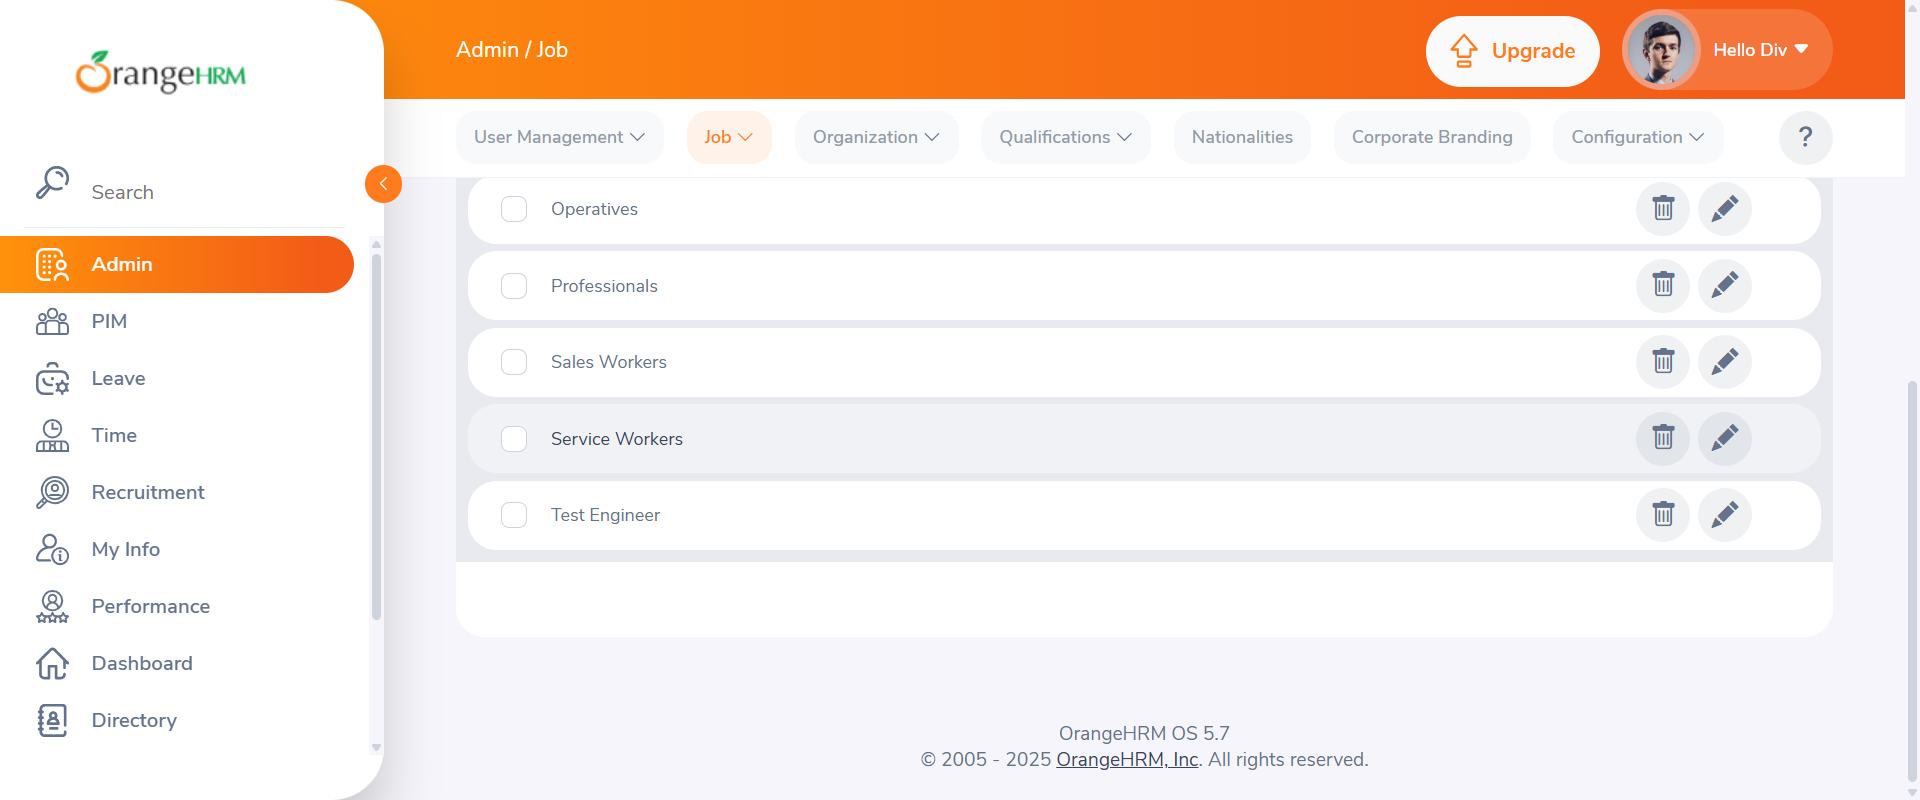 OrangeHRM
Admin / Job
Upgrade
Hello Div
User Management
Job
Organization
Qualifications
Nationalities
Corporate Branding
Configuration
?
Search
Admin
PIM
Leave
Time
Recruitment
My Info
Performance
Dashboard
Directory
Operatives
Professionals
Sales Workers
Service Workers
Test Engineer
OrangeHRM OS 5.7
© 2005 - 2025 OrangeHRM, Inc. All rights reserved.